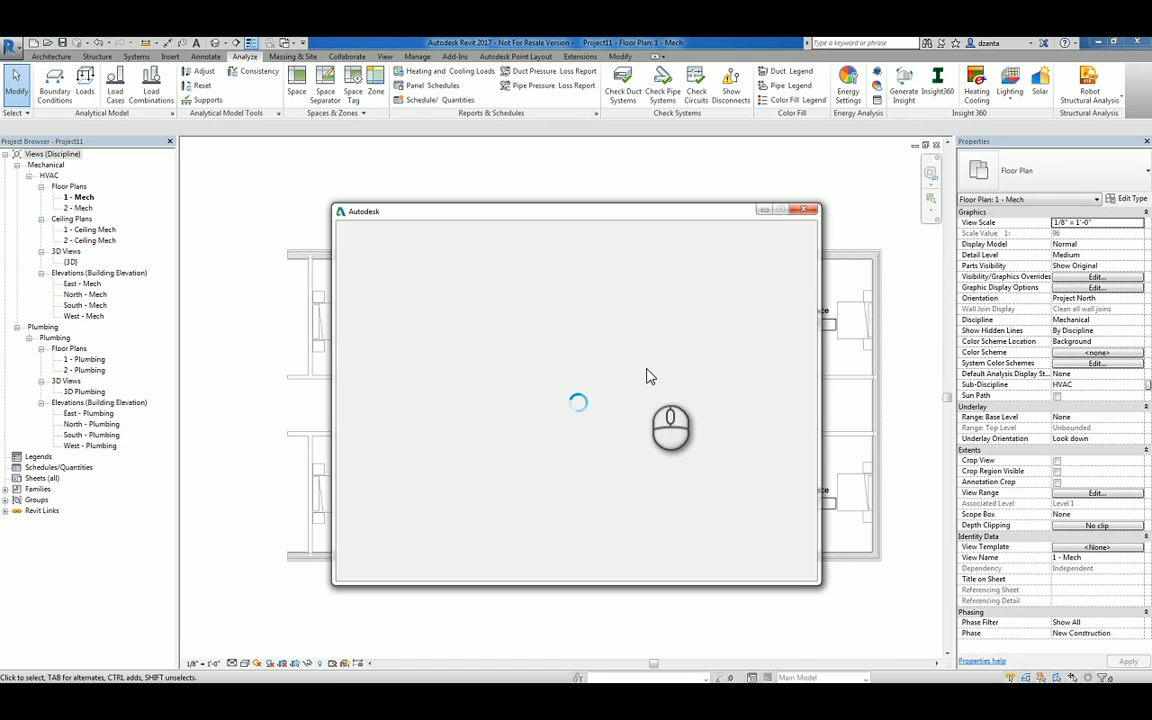 Autodesk Revit 2017 - Not For Resale Version - Project11 - Floor Plan: 1 - Mech
Type a keyword or phrase
dzanta
Architecture Structure Systems Insert Annotate Analyze Massing & Site Collaborate View Manage Add-Ins Autodesk Point Layout Extensions Modify
Modify
Boundary Conditions
Loads
Load Cases
Load Combinations
Adjust
Reset
Supports
Consistency
Space
Space Separator
Space Tag
Zone
Heating and Cooling Loads
Panel Schedules
Schedule/ Quantities
Duct Pressure Loss Report
Pipe Pressure Loss Report
Check Duct Systems
Check Pipe Systems
Check Circuits
Show Disconnects
Duct Legend
Pipe Legend
Color Fill Legend
Energy Settings
Generate Insight
Insight360
Heating Cooling
Lighting
Solar
Robot Structural Analysis
Select
Analytical Model
Analytical Model Tools
Spaces & Zones
Reports & Schedules
Check Systems
Color Fill
Energy Analysis
Insight 360
Structural Analysis
Project Browser - Project11
Views (Discipline)
Mechanical
HVAC
Floor Plans
1 - Mech
2 - Mech
Ceiling Plans
1 - Ceiling Mech
2 - Ceiling Mech
3D Views
{3D}
Elevations (Building Elevation)
East - Mech
North - Mech
South - Mech
West - Mech
Plumbing
Plumbing
Floor Plans
1 - Plumbing
2 - Plumbing
3D Views
3D Plumbing
Elevations (Building Elevation)
East - Plumbing
North - Plumbing
South - Plumbing
West - Plumbing
Legends
Schedules/Quantities
Sheets (all)
Families
Groups
Revit Links
Autodesk
ce
ce
Properties
Floor Plan
Floor Plan: 1 - Mech
Edit Type
Graphics
View Scale 1/8" = 1'-0"
Scale Value 1: 96
Display Model Normal
Detail Level Medium
Parts Visibility Show Original
Visibility/Graphics Overrides Edit...
Graphic Display Options Edit...
Orientation Project North
Wall Join Display Clean all wall joins
Discipline Mechanical
Show Hidden Lines By Discipline
Color Scheme Location Background
Color Scheme <none>
System Color Schemes Edit...
Default Analysis Display St... None
Sub-Discipline HVAC
Sun Path
Underlay
Range: Base Level None
Range: Top Level Unbounded
Underlay Orientation Look down
Extents
Crop View
Crop Region Visible
Annotation Crop
View Range Edit...
Associated Level Level 1
Scope Box None
Depth Clipping No clip
Identity Data
View Template <None>
View Name 1 - Mech
Dependency Independent
Title on Sheet
Referencing Sheet
Referencing Detail
Phasing
Phase Filter Show All
Phase New Construction
Properties help
Apply
1/8" = 1'-0"
Click to select, TAB for alternates, CTRL adds, SHIFT unselects.
:0
Main Model
:0